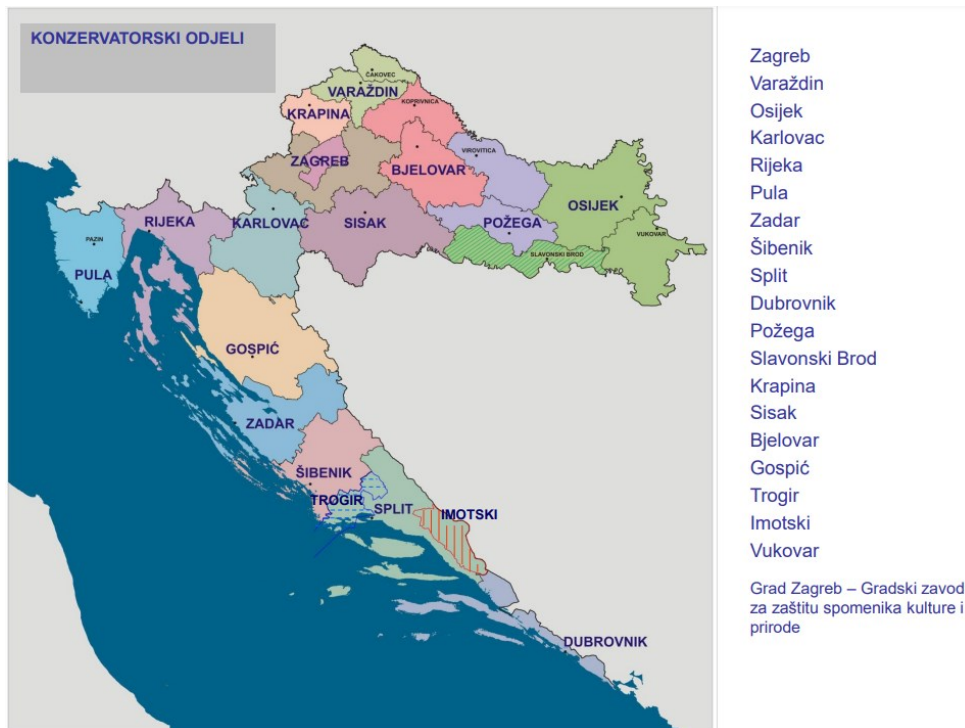 KONZERVATORSKI ODJELI
ČAKOVEC
VARAŽDIN
KRAPINA
KOPRIVNICA
ZAGREB
BJELOVAR
VIROVITICA
OSIJEK
RIJEKA
KARLOVAC
SISAK
POŽEGA
VUKOVAR
PAZIN
PULA
SLAVONSKI BROD
GOSPIĆ
ZADAR
ŠIBENIK
TROGIR
SPLIT
IMOTSKI
DUBROVNIK
Zagreb
Varaždin
Osijek
Karlovac
Rijeka
Pula
Zadar
Šibenik
Split
Dubrovnik
Požega
Slavonski Brod
Krapina
Sisak
Bjelovar
Gospić
Trogir
Imotski
Vukovar
Grad Zagreb – Gradski zavod
za zaštitu spomenika kulture i
prirode